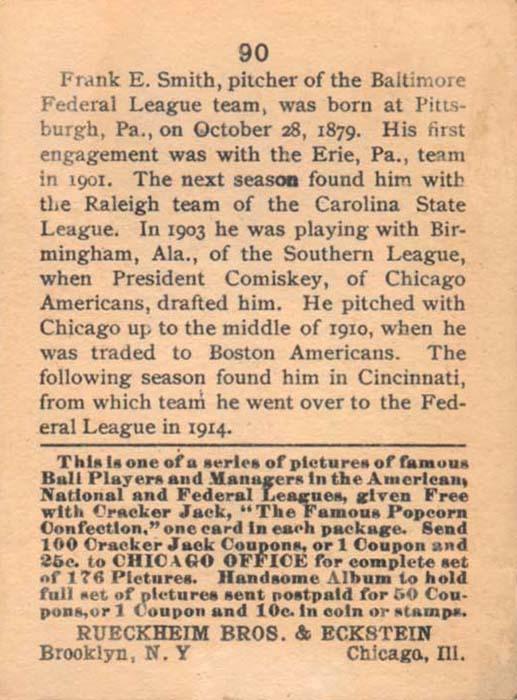 90
Frank E. Smith, pitcher of the Baltimore
Federal League team, was born at Pitts-
burgh, Pa., on October 28, 1879. His first
engagement was with the Erie, Pa., team
in 1901. The next season found him with
the Raleigh team of the Carolina State
League. In 1903 he was playing with Bir-
mingham, Ala., of the Southern League,
when President Comiskey, of Chicago
Americans, drafted him. He pitched with
Chicago up to the middle of 1910, when he
was traded to Boston Americans. The
following season found him in Cincinnati,
from which team he went over to the Fed-
eral League in 1914.
This is one of a series of pictures of famous
Ball Players and Managers in the American,
National and Federal Leagues, given Free
with Cracker Jack, "The Famous Popcorn
Confection," one card in each package. Send
100 Cracker Jack Coupons, or 1 Coupon and
25c. to CHICAGO OFFICE for complete set
of 176 Pictures. Handsome Album to hold
full set of pictures sent postpaid for 50 Cou-
pons, or 1 Coupon and 10c. in coin or stamps.
RUECKHEIM BROS. & ECKSTEIN
Brooklyn, N. Y Chicago, Ill.